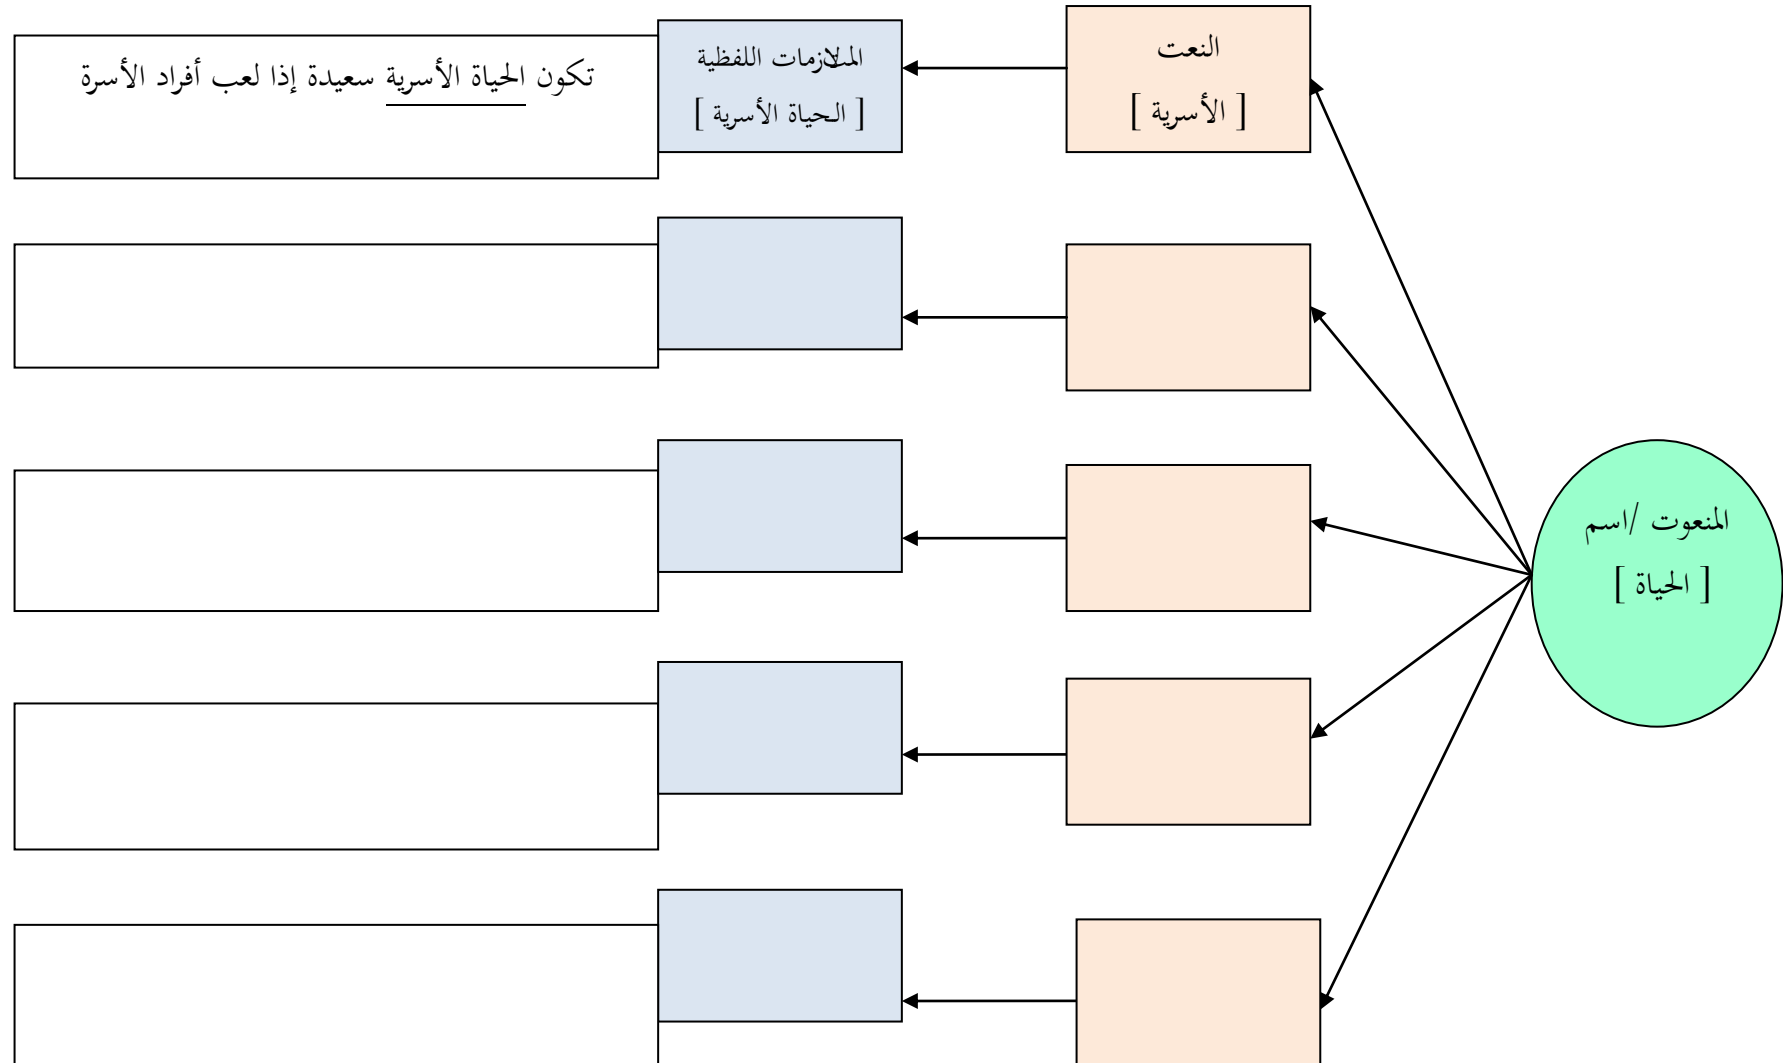 النعت
[ الأسرية ]
الملازمات اللفظية
[ الحياة الأسرية ]
تكون الحياة الأسرية سعيدة إذا لعب أفراد الأسرة
المنعوت /اسم
[ الحياة ]